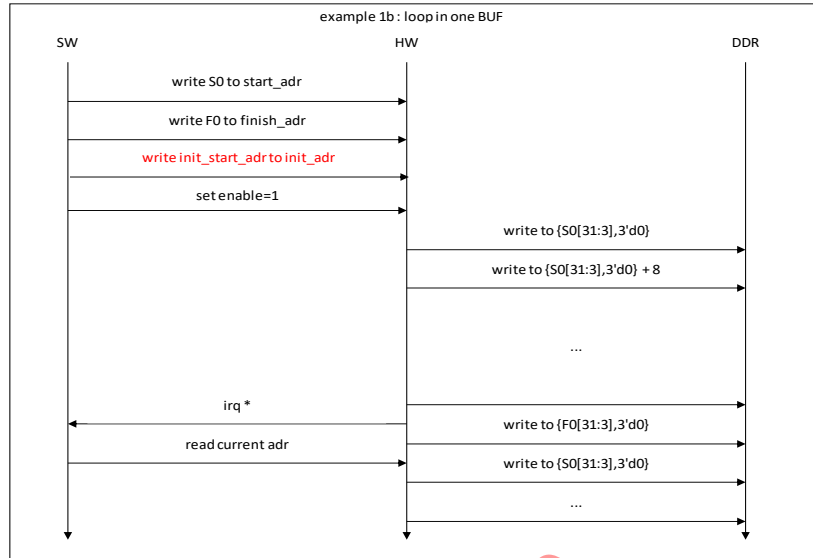 example 1b : loop in one BUF
SW
HW
DDR
write S0 to start_adr
write F0 to finish_adr
write init_start_adr to init_adr
set enable=1
write to {S0[31:3],3'd0}
write to {S0[31:3],3'd0} + 8
...
irq *
write to {F0[31:3],3'd0}
read current adr
write to {S0[31:3],3'd0}
...